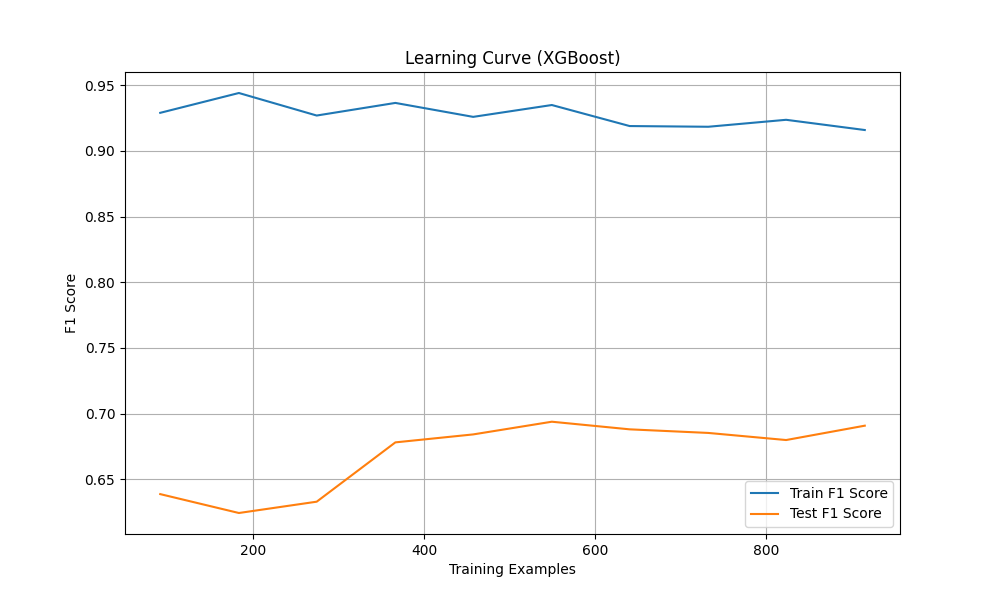 Learning Curve (XGBoost)
0.95
0.90
0.85
0.80
0.75
0.70
0.65
F1 Score
Train F1 Score
Test F1 Score
200
400
600
800
Training Examples